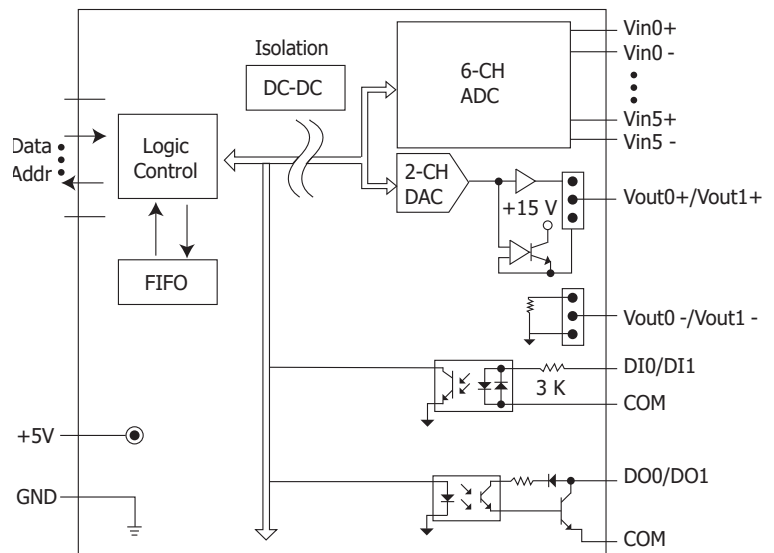 Isolation
DC-DC
6-CH
ADC
Vin0+
Vin0 -
Vin5+
Vin5 -
Data
Addr
Logic
Control
FIFO
2-CH
DAC
+15 V
Vout0+/Vout1+
Vout0 -/Vout1 -
DI0/DI1
3 K
COM
+5V
GND
DO0/DO1
COM